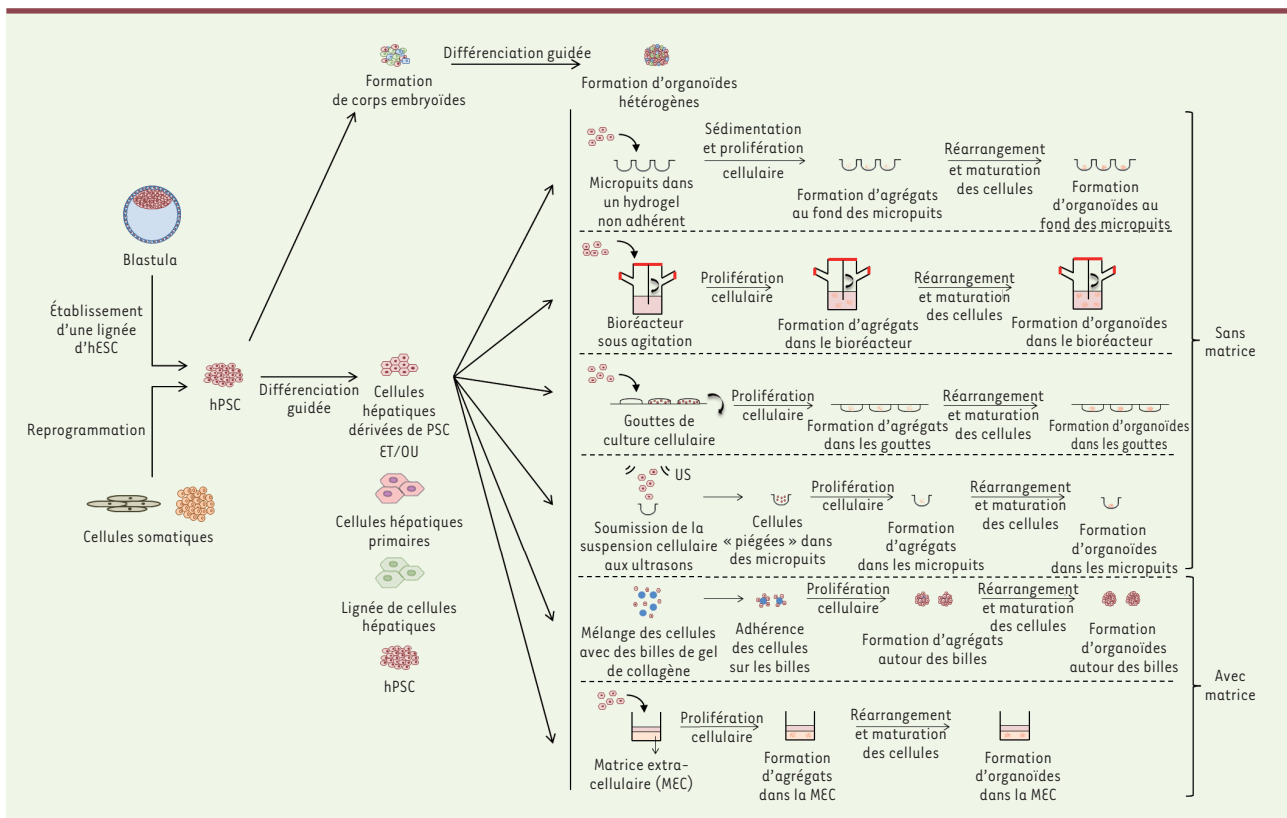 Différenciation guidée
Formation
de corps embryoïdes
Formation d'organoïdes
hétérogènes
Blastula
Établissement
d'une lignée
d'hESC
hPSC
Reprogrammation
Cellules somatiques
Différenciation
guidée
Cellules
hépatiques
dérivées de PSC
ET/OU
Cellules hépatiques
primaires
Lignée de cellules
hépatiques
hPSC
Micropuits dans
un hydrogel
non adhérent
Sédimentation
et prolifération
cellulaire
Formation d'agrégats
au fond des micropuits
Réarrangement
et maturation
des cellules
Formation
d'organoïdes au
fond des micropuits
Bioréacteur
sous agitation
Prolifération
cellulaire
Formation d'agrégats
dans le bioréacteur
Réarrangement
et maturation
des cellules
Formation d'organoïdes
dans le bioréacteur
Gouttes de
culture cellulaire
Prolifération
cellulaire
Formation d'agrégats
dans les gouttes
Réarrangement
et maturation
des cellules
Formation d'organoïdes
dans les gouttes
US
Soumission de la
suspension cellulaire
aux ultrasons
Cellules
« piégées » dans
des micropuits
Prolifération
cellulaire
Formation
d'agrégats
dans les micropuits
Réarrangement
et maturation
des cellules
Formation
d'organoïdes
dans les micropuits
Sans
matrice
Mélange des cellules
avec des billes de gel
de collagène
Adhérence
des cellules
sur les billes
Prolifération
cellulaire
Formation d'agrégats
autour des billes
Réarrangement
et maturation
des cellules
Formation
d'organoïdes
autour des billes
Matrice extra-
cellulaire (MEC)
Prolifération
cellulaire
Formation
d'agrégats
dans la MEC
Réarrangement
et maturation
des cellules
Formation
d'organoïdes
dans la MEC
Avec
matrice